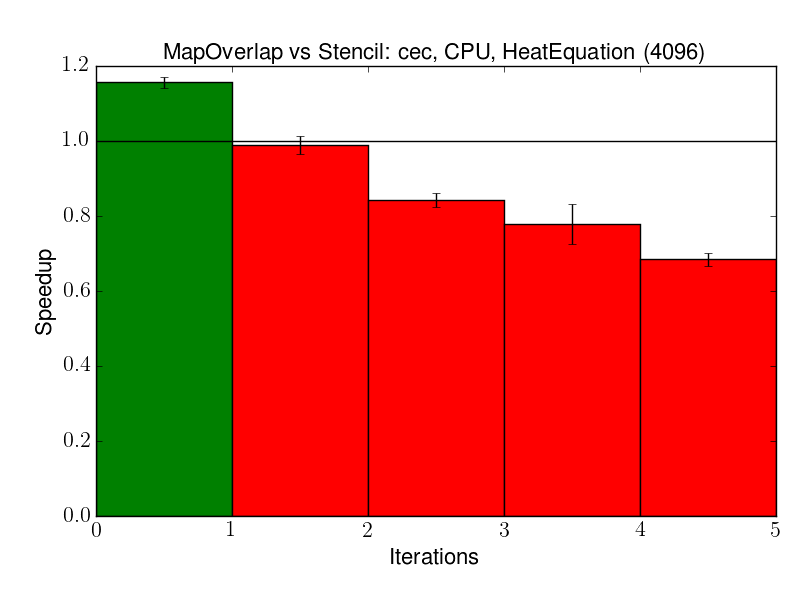 MapOverlap vs Stencil: cec, CPU, HeatEquation (4096)
1.2
1.0
0.8
0.6
0.4
0.2
0.0
Speedup
0 1 2 3 4 5
Iterations